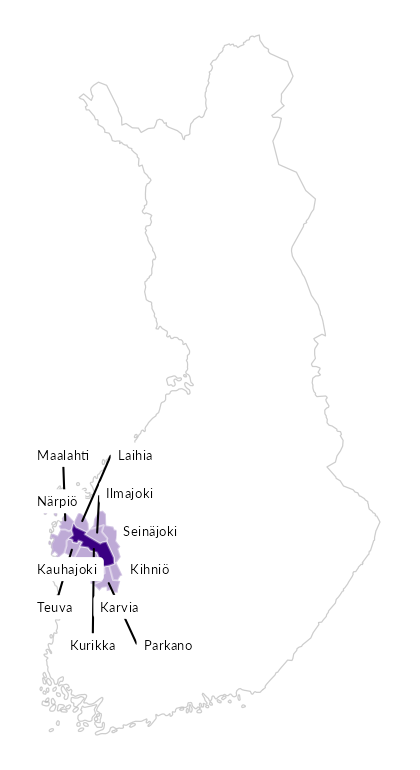 Maalahti
Laihia
Ilmajoki
Närpiö
Seinäjoki
Kauhajoki
Kihniö
Teuva
Karvia
Kurikka
Parkano